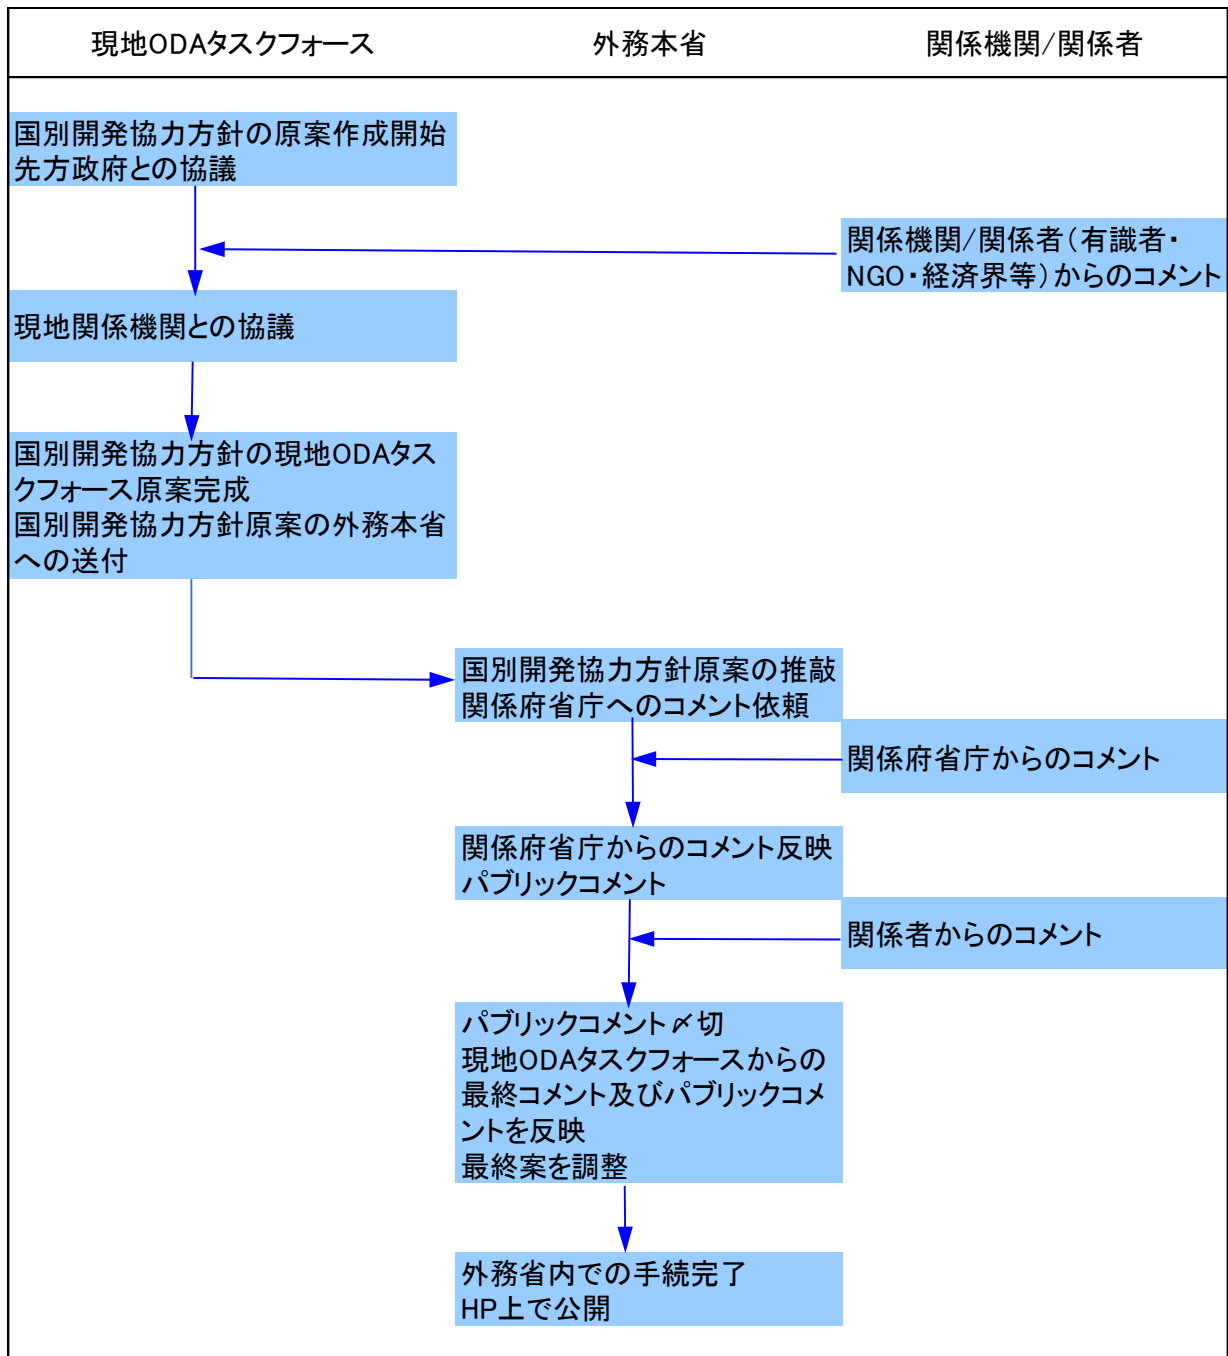 現地ODAタスクフォース
外務本省
関係機関/関係者
国別開発協力方針の原案作成開始
先方政府との協議
関係機関/関係者(有識者・
NGO・経済界等)からのコメント
現地関係機関との協議
国別開発協力方針の現地ODAタス
クフォース原案完成
国別開発協力方針原案の外務本省
への送付
国別開発協力方針原案の推敲
関係府省庁へのコメント依頼
関係府省庁からのコメント
関係府省庁からのコメント反映
パブリックコメント
関係者からのコメント
パブリックコメント〆切
現地ODAタスクフォースからの
最終コメント及びパブリックコメ
ントを反映
最終案を調整
外務省内での手続完了
HP上で公開